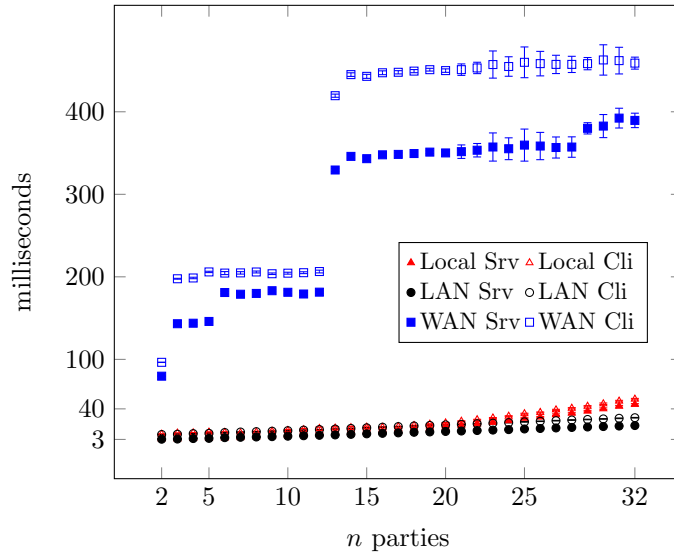 400
300
200
100
40
3
milliseconds
Local Srv Local Cli
LAN Srv LAN Cli
WAN Srv WAN Cli
2 5 10 15 20 25 32
n parties